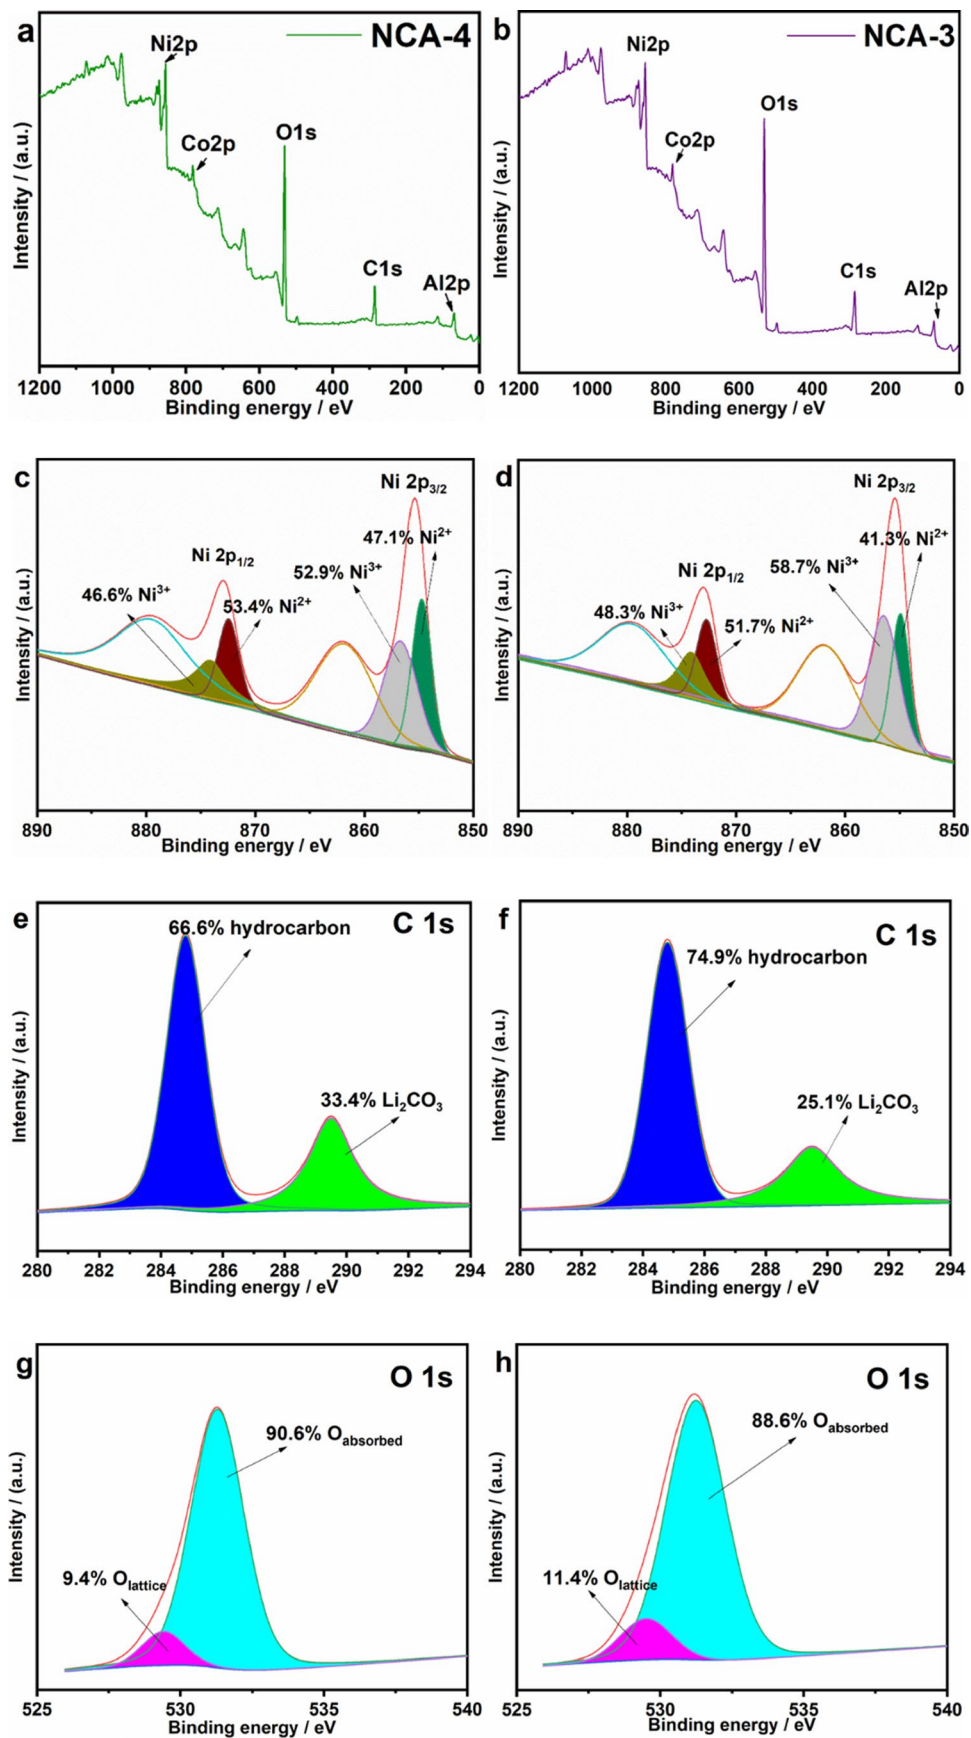 a
NCA-4
Ni2p
Co2p
O1s
C1s
Al2p
Intensity / (a.u.)
1200 1000 800 600 400 200 0
Binding energy / eV
b
NCA-3
Ni2p
Co2p
O1s
C1s
Al2p
Intensity / (a.u.)
1200 1000 800 600 400 200 0
Binding energy / eV
c
Ni 2p3/2
47.1% Ni2+
Ni 2p1/2
52.9% Ni3+
46.6% Ni3+
53.4% Ni2+
Intensity / (a.u.)
890 880 870 860 850
Binding energy / eV
d
Ni 2p3/2
41.3% Ni2+
58.7% Ni3+
Ni 2p1/2
48.3% Ni3+
51.7% Ni2+
Intensity / (a.u.)
890 880 870 860 850
Binding energy / eV
e
C 1s
66.6% hydrocarbon
33.4% Li2CO3
Intensity / (a.u.)
280 282 284 286 288 290 292 294
Binding energy / eV
f
C 1s
74.9% hydrocarbon
25.1% Li2CO3
Intensity / (a.u.)
280 282 284 286 288 290 292 294
Binding energy / eV
g
O 1s
90.6% Oabsorbed
9.4% Olattice
Intensity / (a.u.)
525 530 535 540
Binding energy / eV
h
O 1s
88.6% Oabsorbed
11.4% Olattice
Intensity / (a.u.)
525 530 535 540
Binding energy / eV